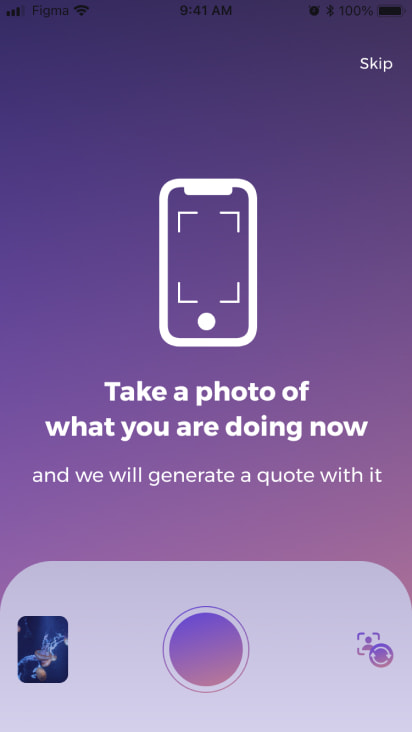 Figma 9:41 AM 100%
Skip
Take a photo of
what you are doing now
and we will generate a quote with it